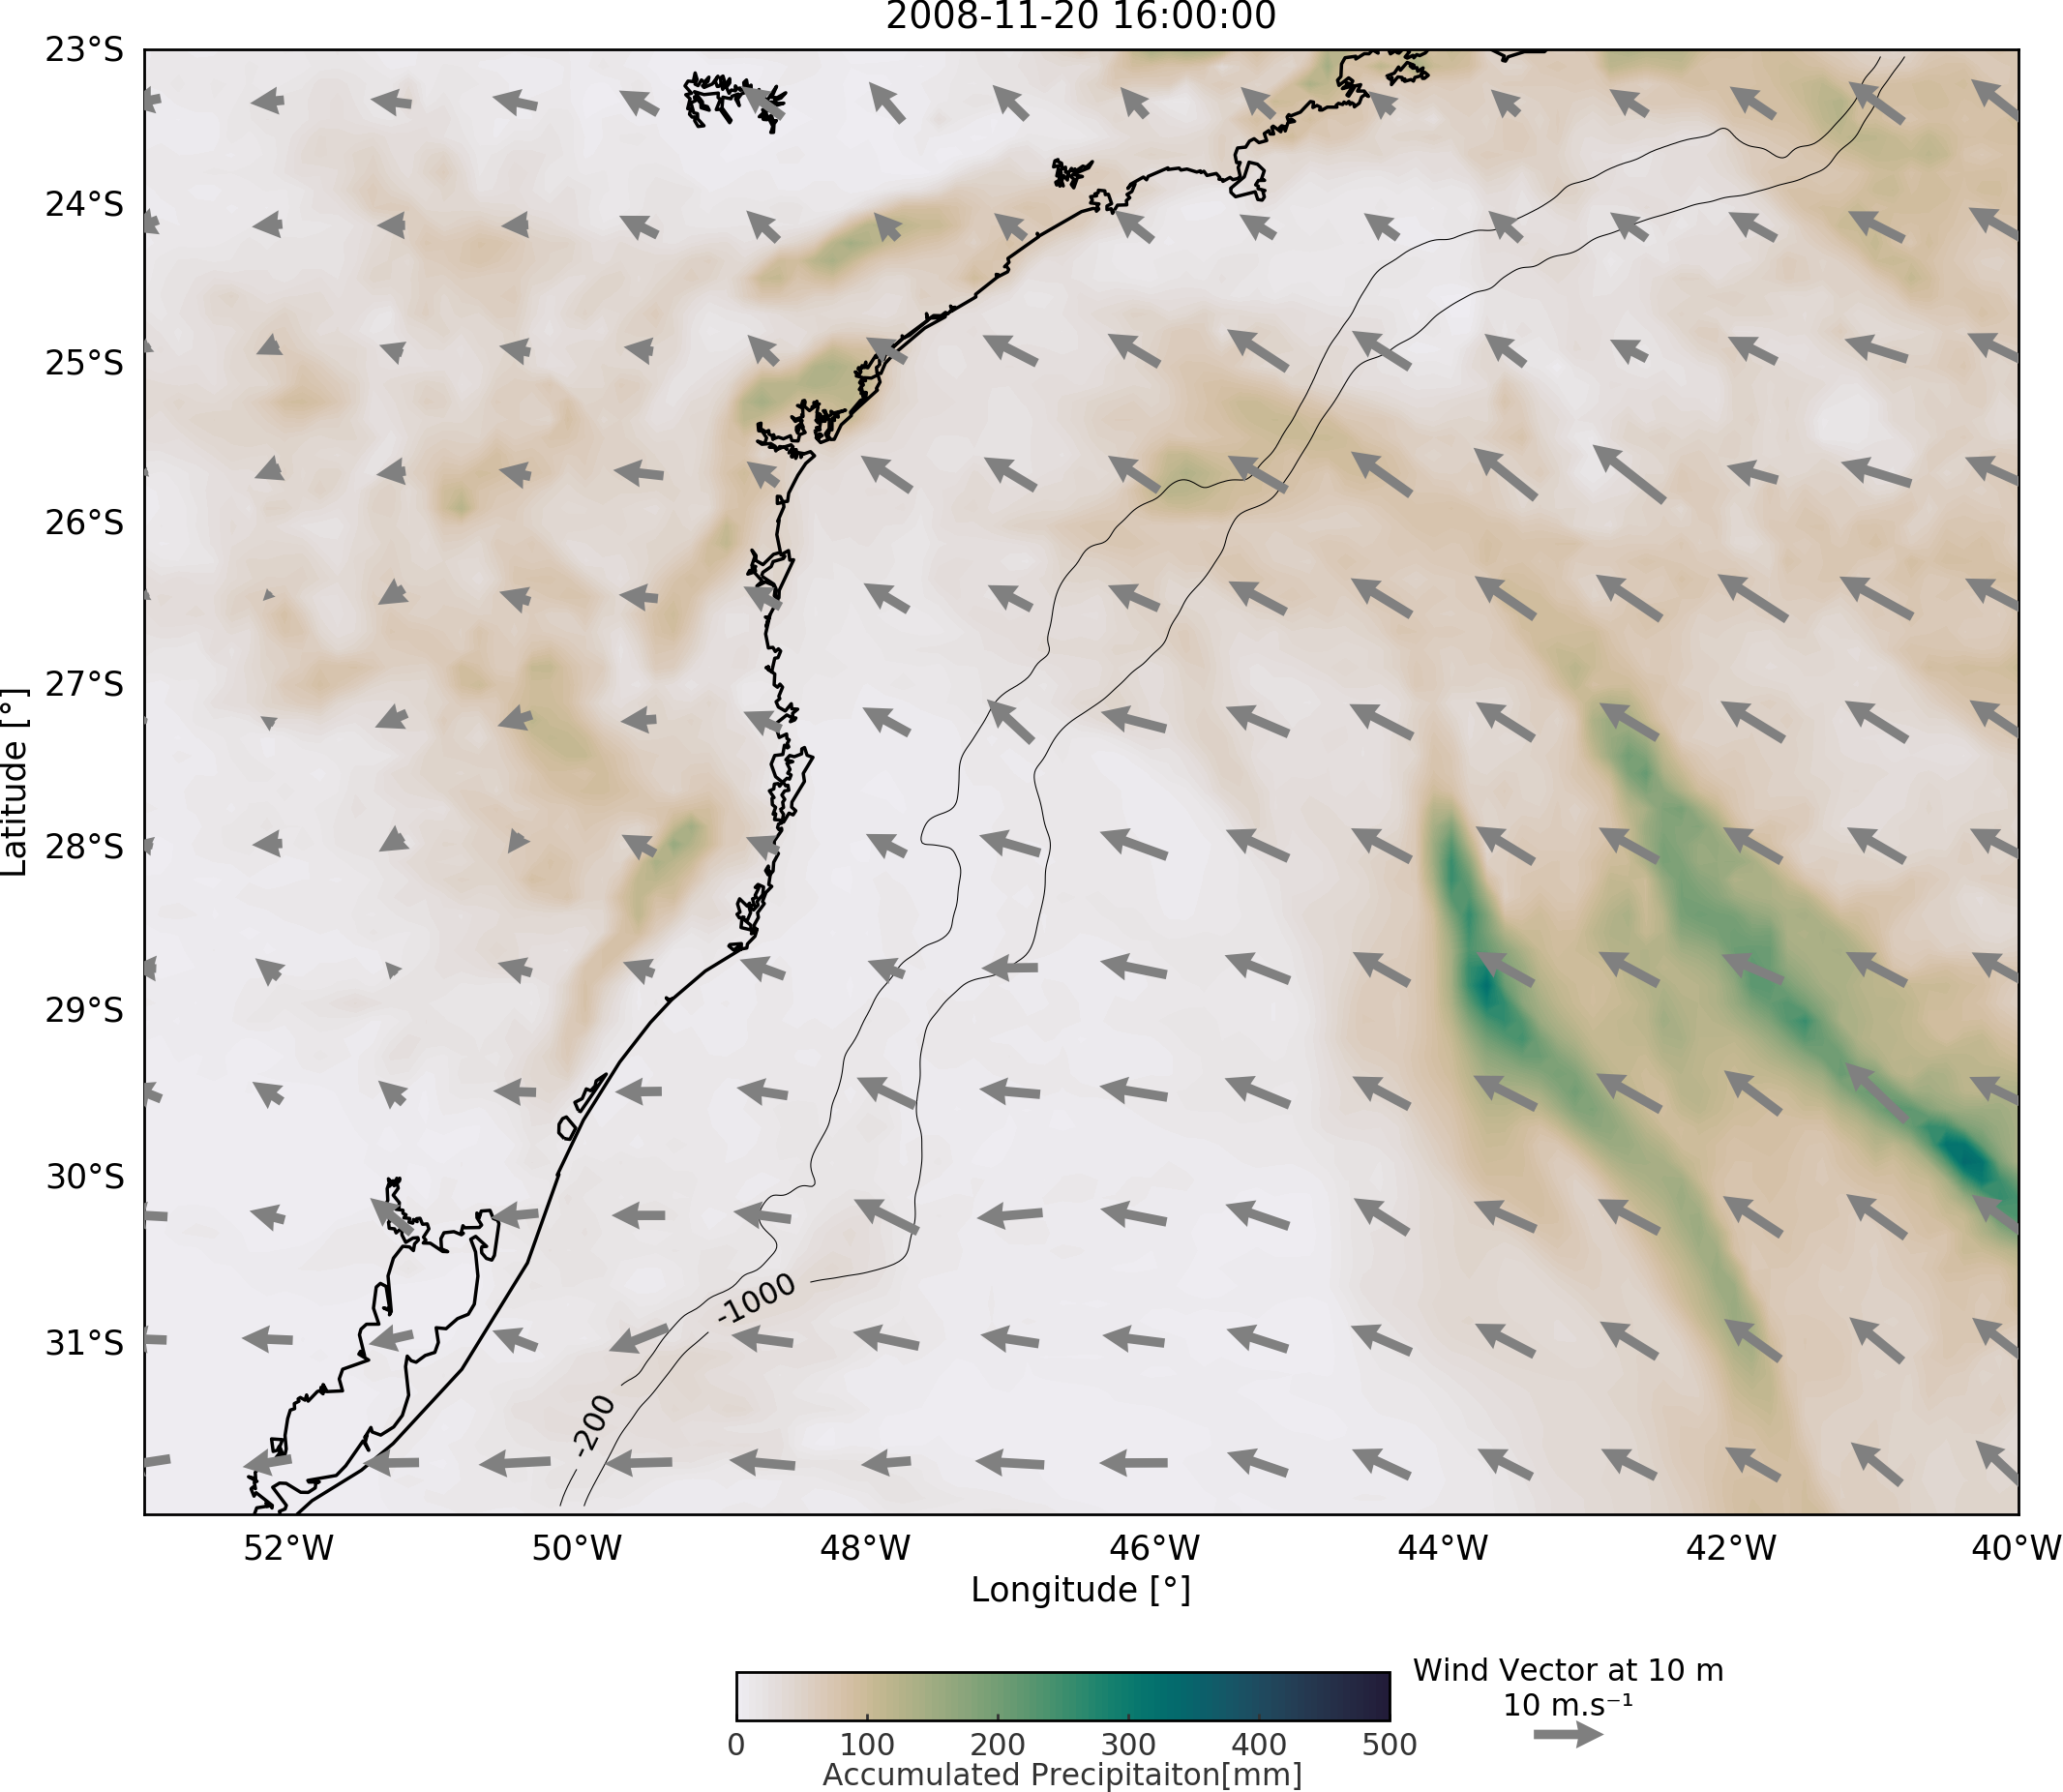 2008-11-20 16:00:00
23°S
24°S
25°S
26°S
27°S
28°S
29°S
30°S
31°S
Latitude [°]
-1000
-200
52°W 50°W 48°W 46°W 44°W 42°W 40°W
Longitude [°]
Wind Vector at 10 m
10 m.s⁻¹
0 100 200 300 400 500
Accumulated Precipitaiton[mm]